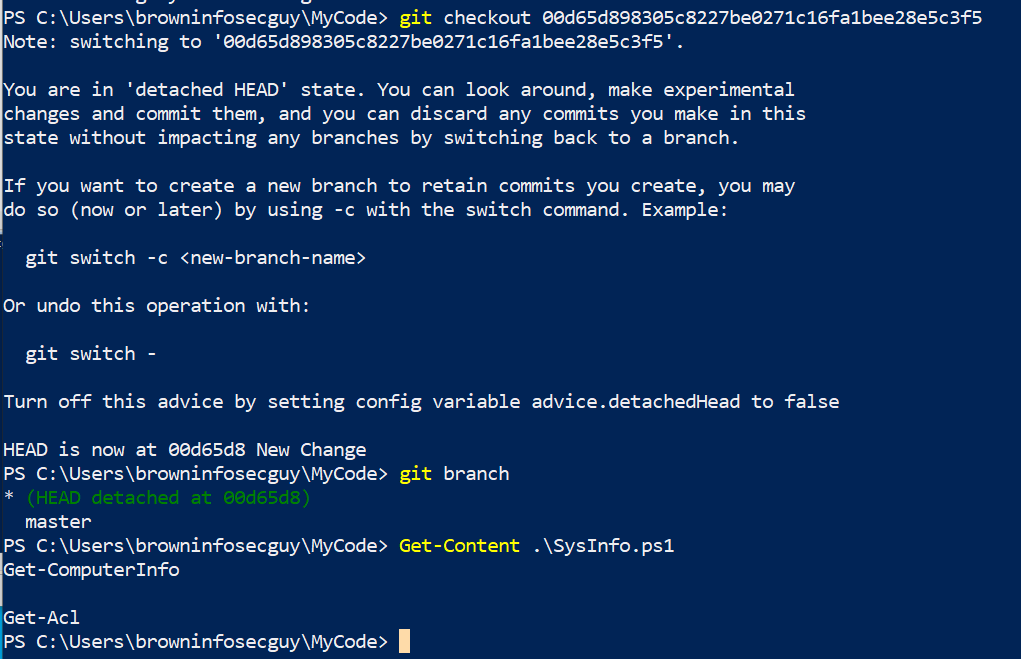 PS C:\Users\browninfosecguy\MyCode> git checkout 00d65d898305c8227be0271c16fa1bee28e5c3f5
Note: switching to '00d65d898305c8227be0271c16fa1bee28e5c3f5'.
You are in 'detached HEAD' state. You can look around, make experimental
changes and commit them, and you can discard any commits you make in this
state without impacting any branches by switching back to a branch.
If you want to create a new branch to retain commits you create, you may
do so (now or later) by using -c with the switch command. Example:
git switch -c <new-branch-name>
Or undo this operation with:
git switch -
Turn off this advice by setting config variable advice.detachedHead to false
HEAD is now at 00d65d8 New Change
PS C:\Users\browninfosecguy\MyCode> git branch
* (HEAD detached at 00d65d8)
master
PS C:\Users\browninfosecguy\MyCode> Get-Content .\SysInfo.ps1
Get-ComputerInfo
Get-Acl
PS C:\Users\browninfosecguy\MyCode>